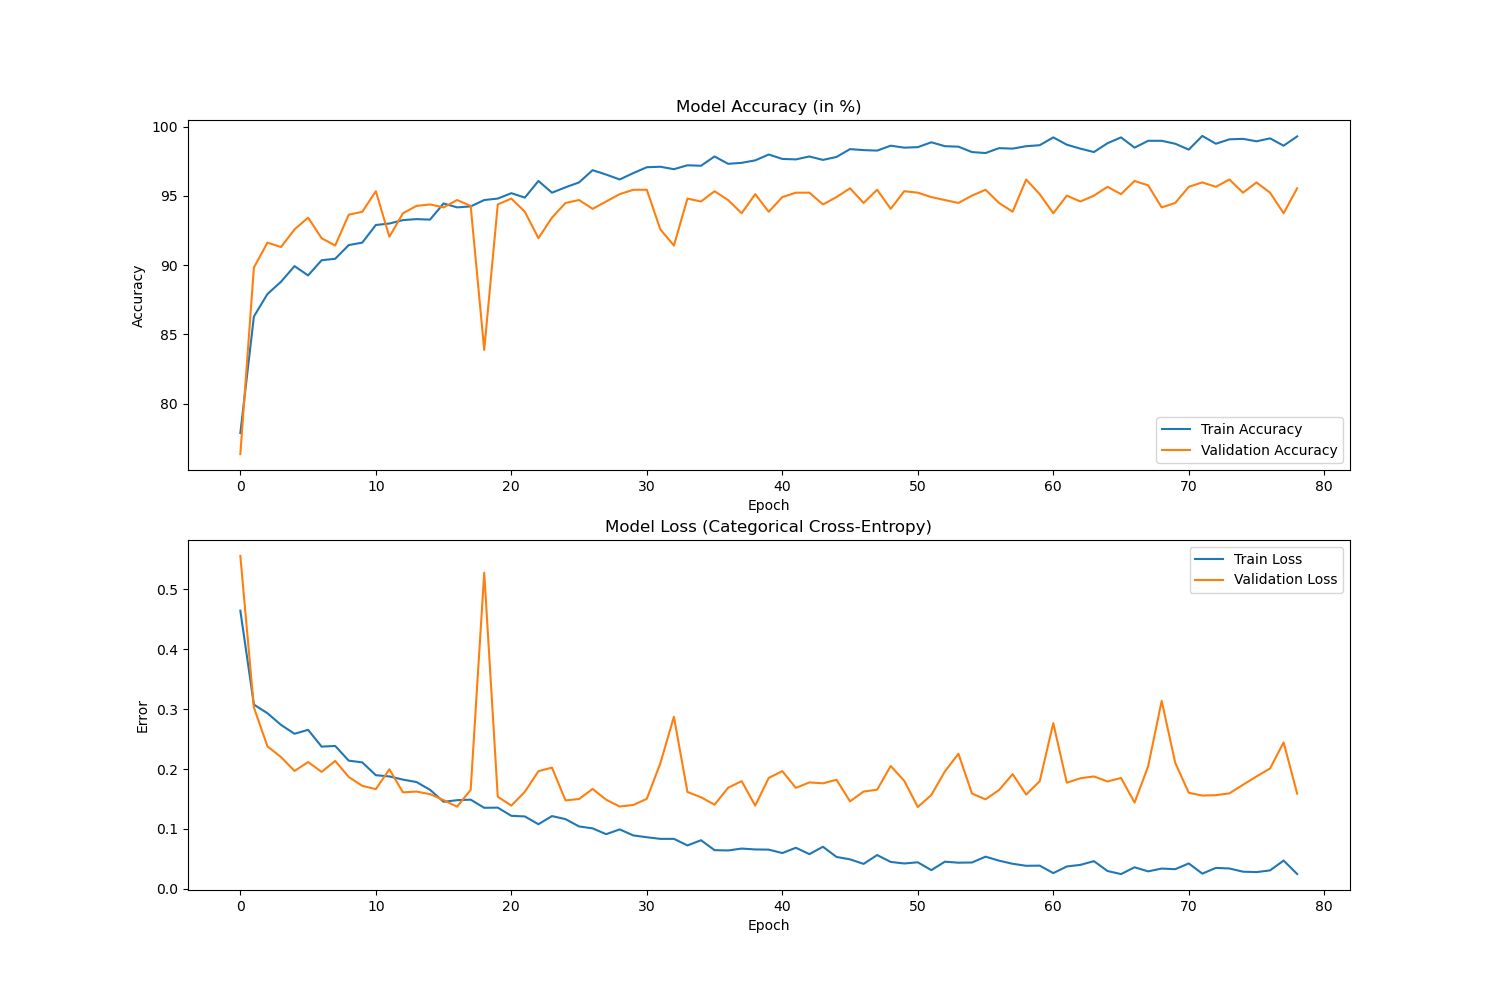 Model Accuracy (in %)
100
95
90
85
80
Accuracy
Train Accuracy
Validation Accuracy
0 10 20 30 40 50 60 70 80
Epoch
Model Loss (Categorical Cross-Entropy)
Train Loss
Validation Loss
0.5
0.4
0.3
0.2
0.1
0.0
Error
0 10 20 30 40 50 60 70 80
Epoch